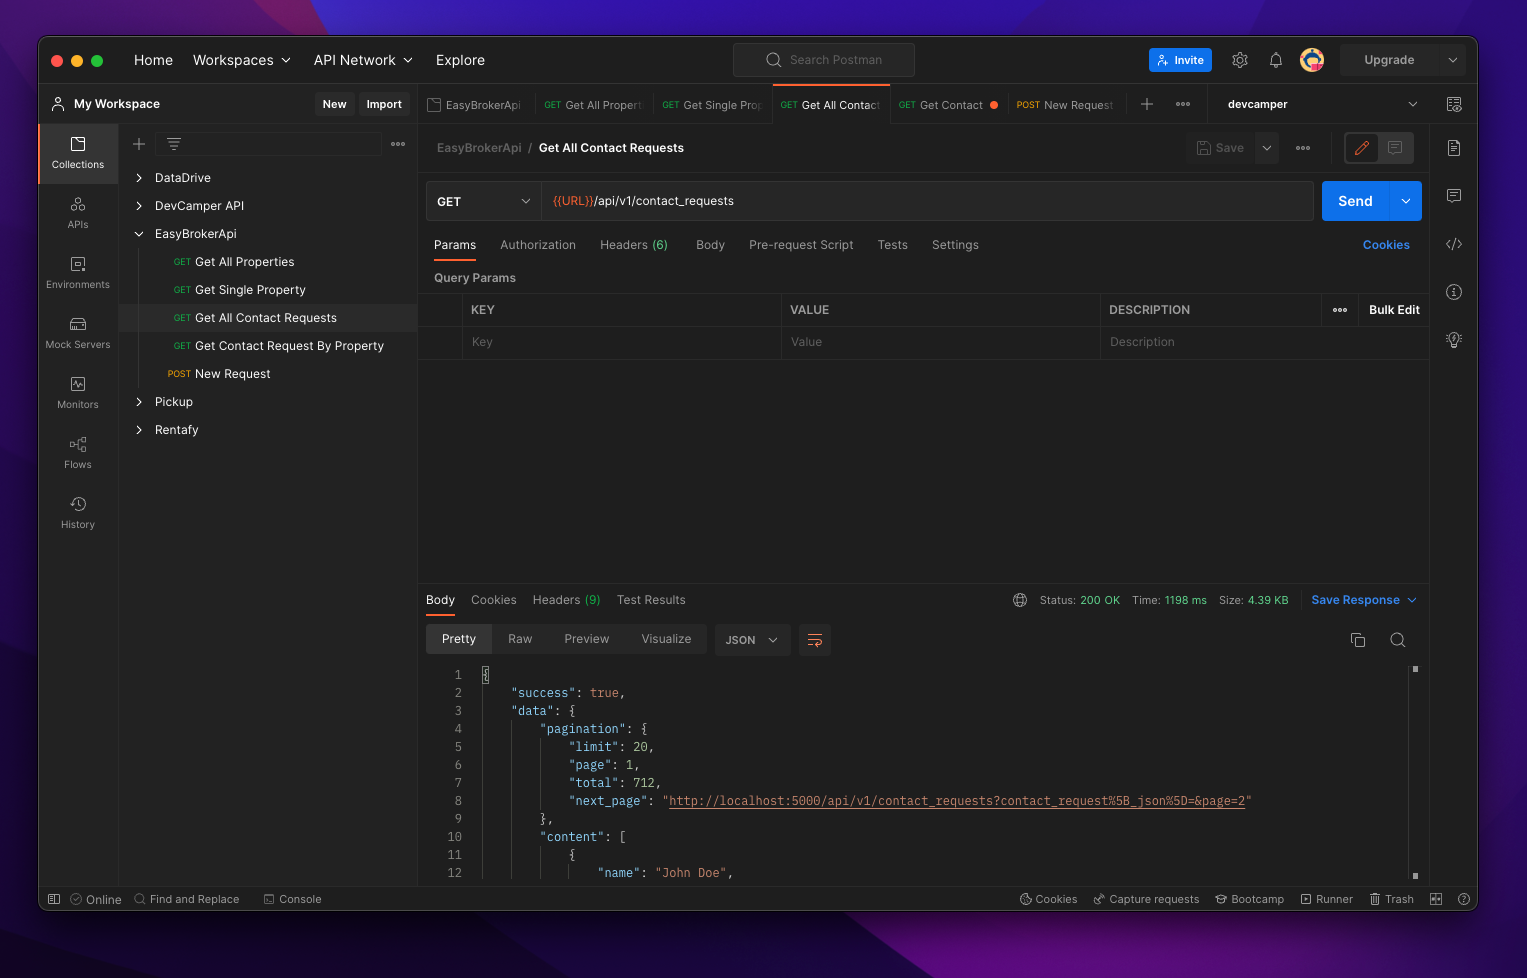 Home Workspaces API Network Explore Search Postman Invite Upgrade
My Workspace New Import
EasyBrokerApi GET Get All Propert GET Get Single Prop GET Get All Contact GET Get Contact POST New Request devcamper
Collections
APIs
Environments
Mock Servers
Monitors
Flows
History
DataDrive
DevCamper API
EasyBrokerApi
GET Get All Properties
GET Get Single Property
GET Get All Contact Requests
GET Get Contact Request By Property
POST New Request
Pickup
Rentafy
EasyBrokerApi / Get All Contact Requests Save
GET {{URL}}/api/v1/contact_requests Send
Params Authorization Headers (6) Body Pre-request Script Tests Settings Cookies
Query Params
KEY VALUE DESCRIPTION Bulk Edit
Key Value Description
Body Cookies Headers (9) Test Results Status: 200 OK Time: 1198 ms Size: 4.39 KB Save Response
Pretty Raw Preview Visualize JSON
1 {
2 "success": true,
3 "data": {
4 "pagination": {
5 "limit": 20,
6 "page": 1,
7 "total": 712,
8 "next_page": "http://localhost:5000/api/v1/contact_requests?contact_request%5B_json%5D=&page=2"
9 },
10 "content": [
11 {
12 "name": "John Doe",
Online Find and Replace Console Cookies Capture requests Bootcamp Runner Trash